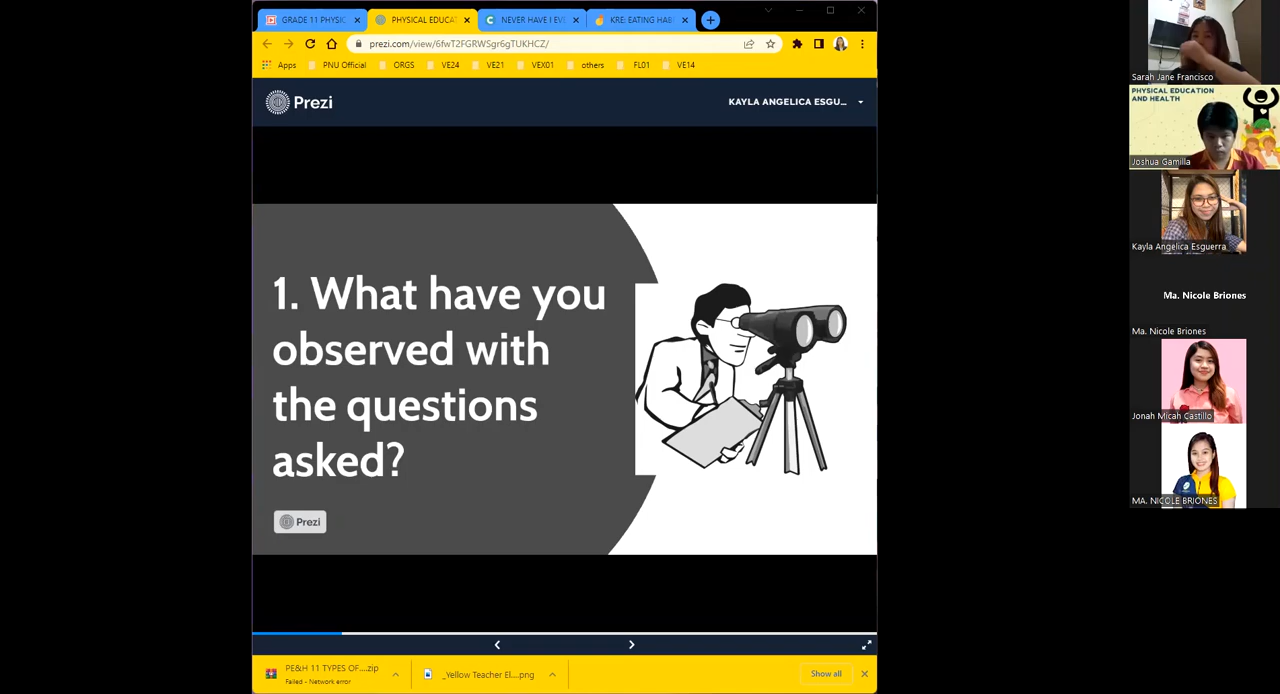 GRADE 11 PHYSIC
PHYSICAL EDUCAT
NEVER HAVE I EVE
KRE: EATING HABI
prezi.com/view/6fwT2FGRWSgr6gTUKHCZ/
Apps
PNU Official
ORGS
VE24
VE21
VEX01
others
FL01
VE14
Prezi
KAYLA ANGELICA ESGU...
1. What have you
observed with
the questions
asked?
Prezi
PE&H 11 TYPES OF....zip
Failed - Network error
_Yellow Teacher El....png
Show all
Sarah Jane Francisco
PHYSICAL EDUCATION
AND HEALTH
Joshua Gamilla
Kayla Angelica Esguerra
Ma. Nicole Briones
Ma. Nicole Briones
Jonah Micah Castillo
MA. NICOLE BRIONES